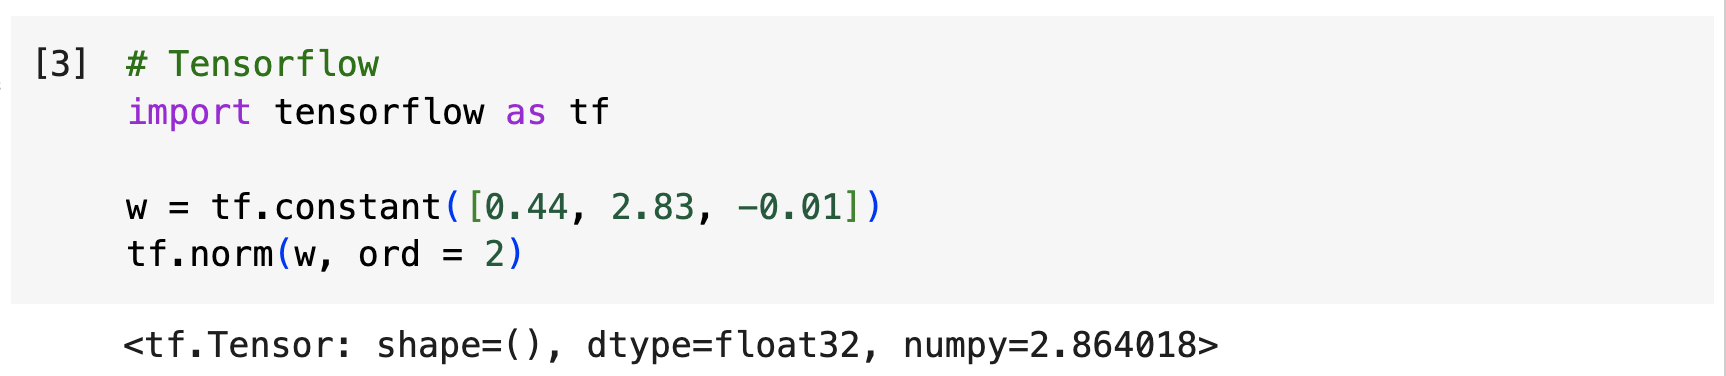 [3] # Tensorflow
import tensorflow as tf
w = tf.constant([0.44, 2.83, -0.01])
tf.norm(w, ord = 2)
<tf.Tensor: shape=(), dtype=float32, numpy=2.864018>